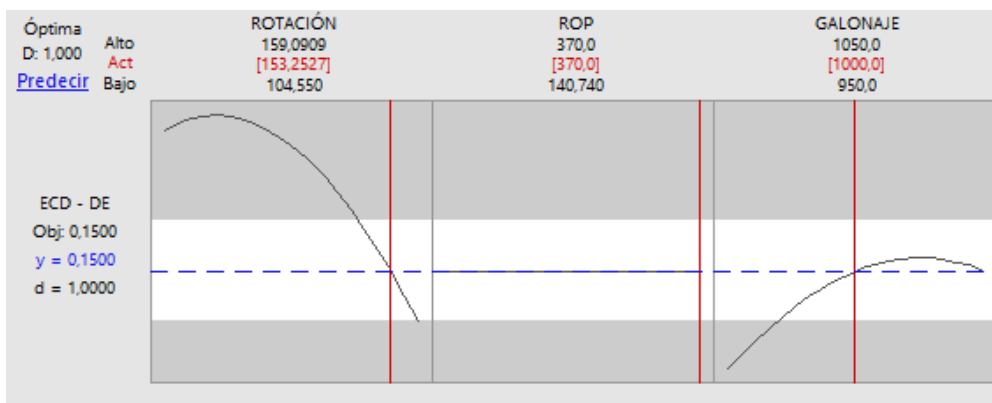 Óptima
D: 1,000
Predecir
Alto
Act
Bajo
ROTACIÓN
159,0909
[153,2527]
104,550
ROP
370,0
[370,0]
140,740
GALONAJE
1050,0
[1000,0]
950,0
ECD - DE
Obj: 0,1500
y = 0,1500
d = 1,0000